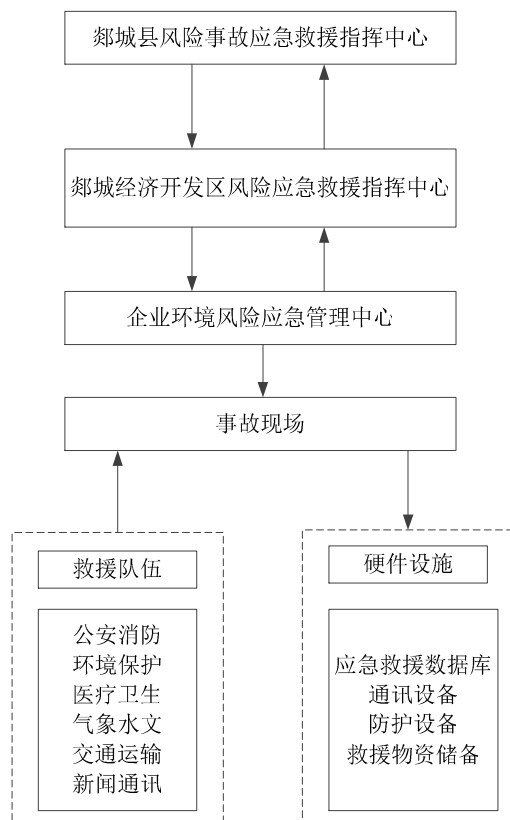 郯城县风险事故应急救援指挥中心
郯城经济开发区风险应急救援指挥中心
企业环境风险应急管理中心
事故现场
救援队伍
公安消防
环境保护
医疗卫生
气象水文
交通运输
新闻通讯
硬件设施
应急救援数据库
通讯设备
防护设备
救援物资储备